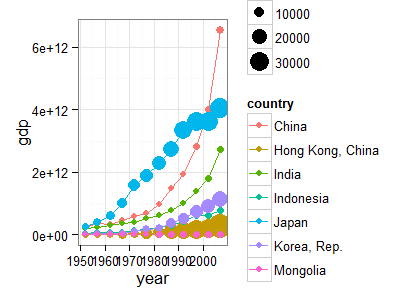 gdp
6e+12
4e+12
2e+12
0e+00
1950 1960 1970 1980 1990 2000
year
10000
20000
30000
country
China
Hong Kong, China
India
Indonesia
Japan
Korea, Rep.
Mongolia